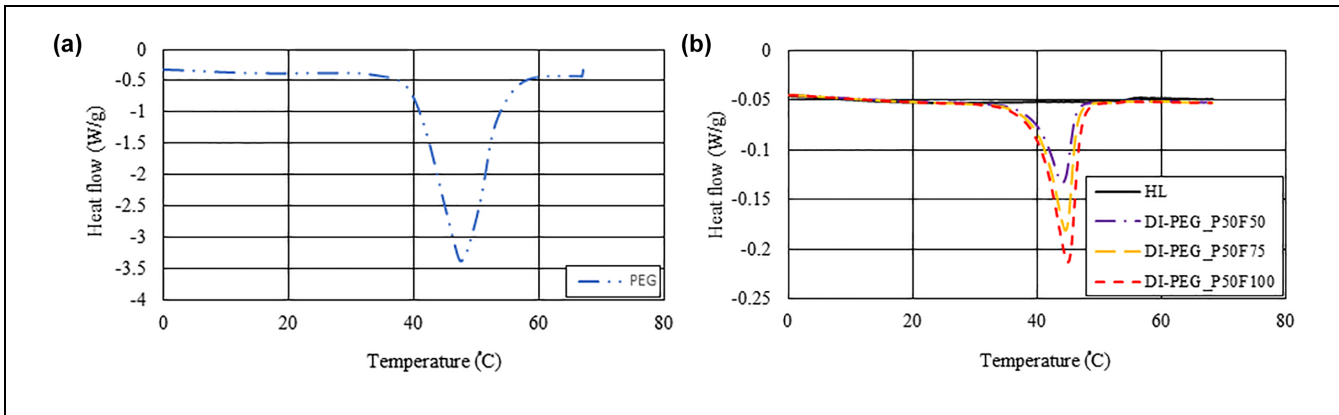 (a)
0
-0.5
-1
-1.5
-2
-2.5
-3
-3.5
-4
Heat flow (W/g)
0 20 40 60 80
Temperature (°C)
PEG
(b)
0
-0.05
-0.1
-0.15
-0.2
-0.25
Heat flow (W/g)
0 20 40 60 80
Temperature (°C)
HL
DI-PEG_P50F50
DI-PEG_P50F75
DI-PEG_P50F100